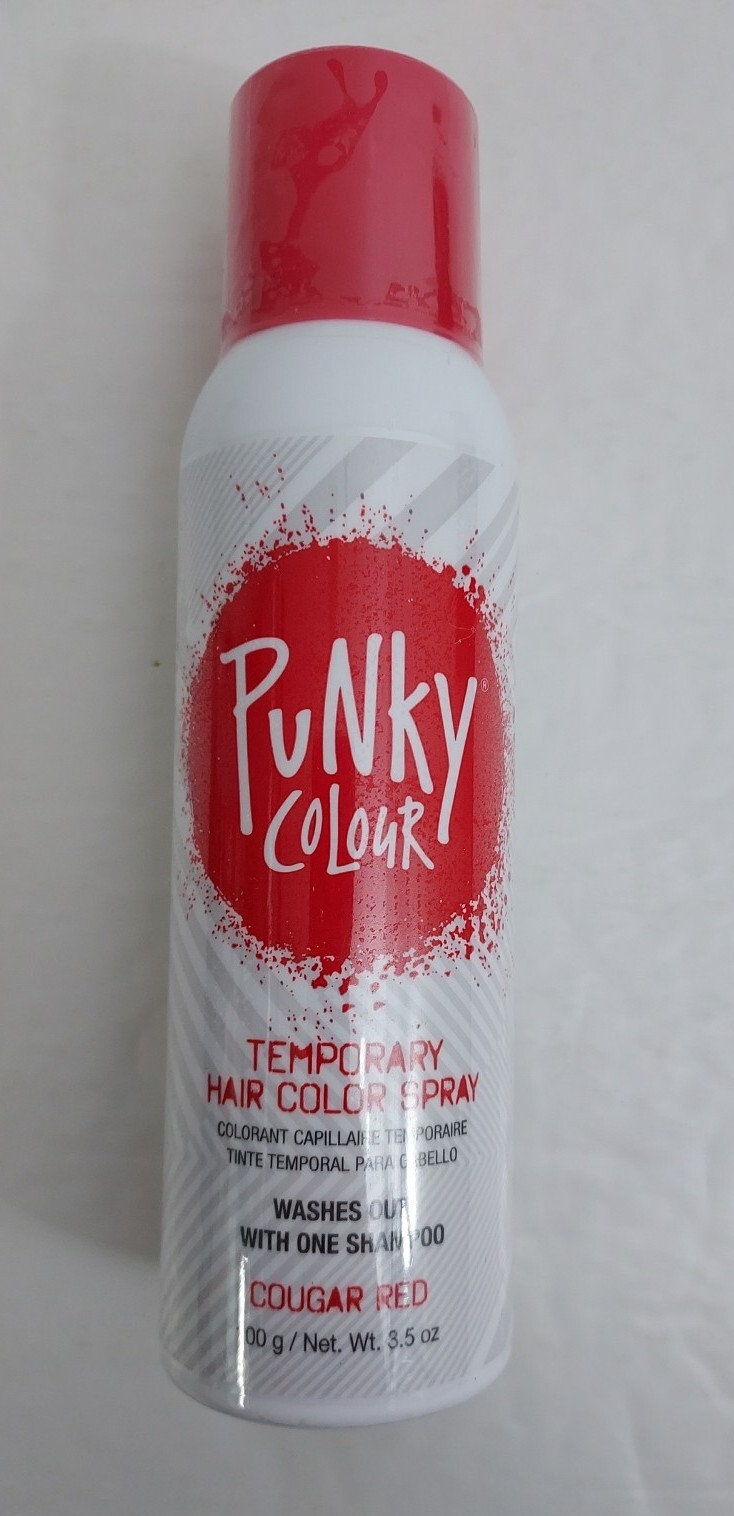 PuNky®
COLOUR
TEMPORARY
HAIR COLOR SPRAY
COLORANT CAPILLAIRE TEMPORAIRE
TINTE TEMPORAL PARA CABELLO
WASHES OUT
WITH ONE SHAMPOO
COUGAR RED
00 g / Net. Wt. 3.5 oz